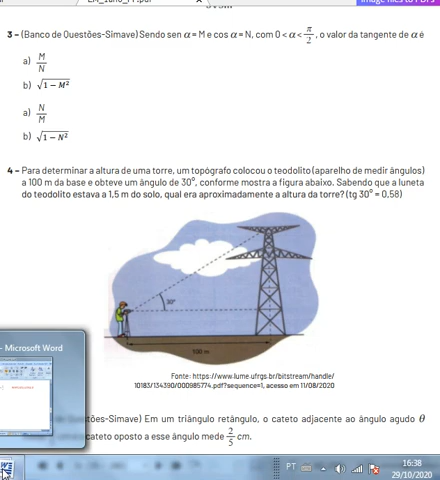 3 - (Banco de Questões-Simave) Sendo sen α = M e cos α = N, com 0 < α < π/2, o valor da tangente de α é
a) M/N
b) √1 − M²
a) N/M
b) √1 − N²
4 - Para determinar a altura de uma torre, um topógrafo colocou o teodolito (aparelho de medir ângulos)
a 100 m da base e obteve um ângulo de 30°, conforme mostra a figura abaixo. Sabendo que a luneta
do teodolito estava a 1,5 m do solo, qual era aproximadamente a altura da torre? (tg 30° = 0,58)
30°
100 m
Fonte: https://www.lume.ufrgs.br/bitstream/handle/
10183/134390/000985774.pdf?sequence=1, acesso em 11/08/2020
- Microsoft Word
stões-Simave) Em um triângulo retângulo, o cateto adjacente ao ângulo agudo θ
cateto oposto a esse ângulo mede 2/5 cm.
PT
16:38
29/10/2020